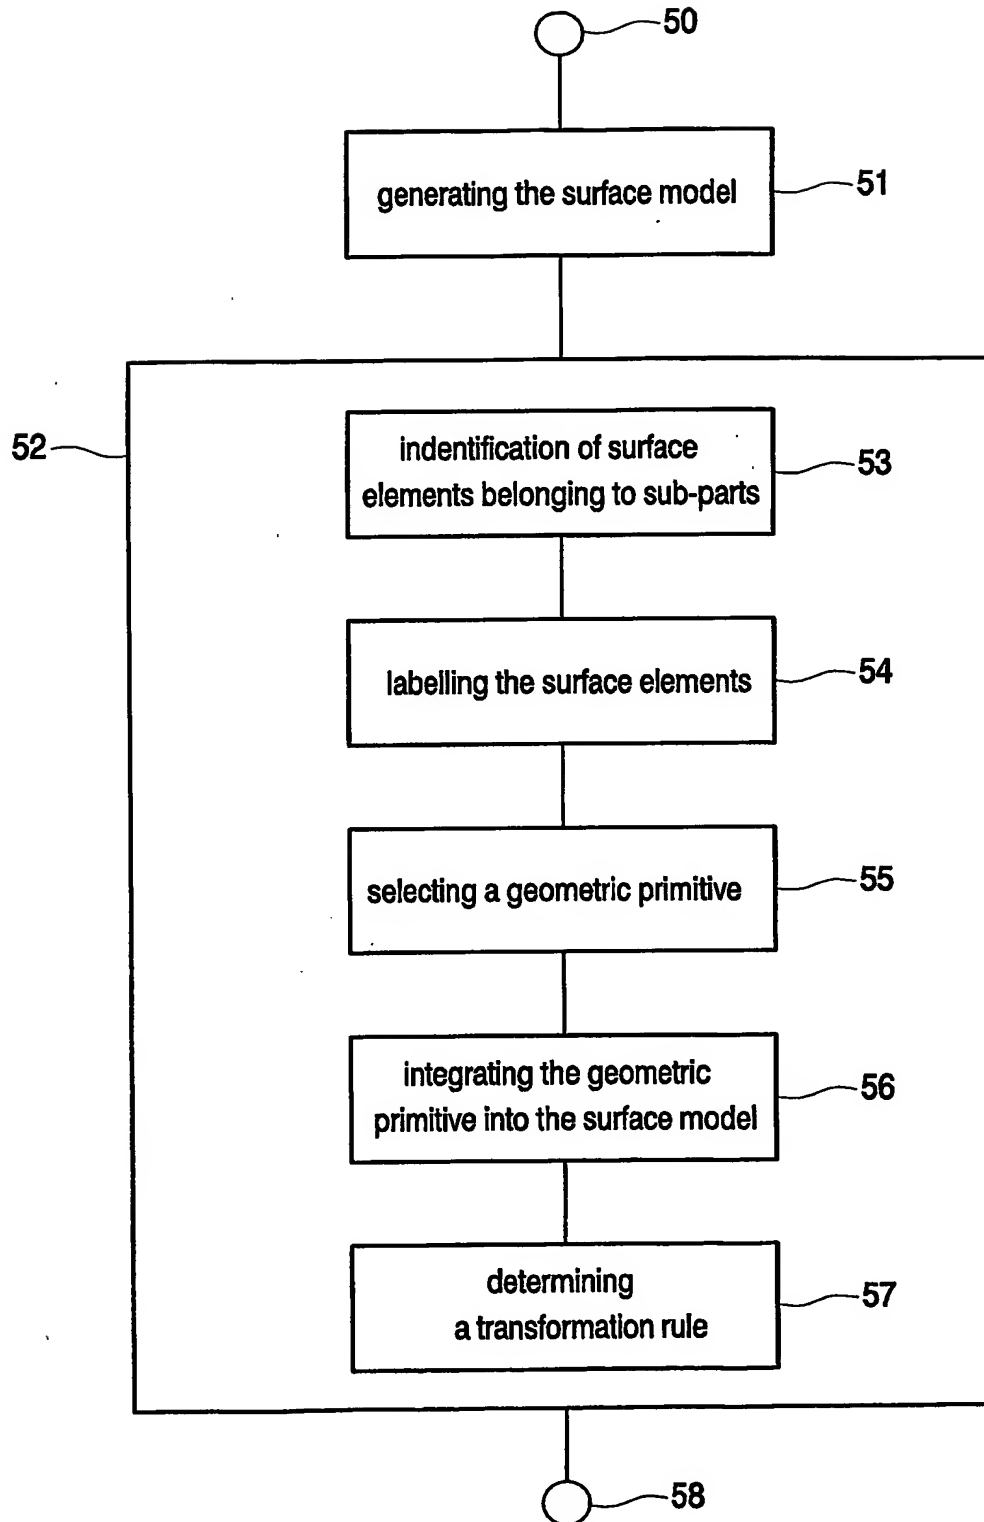 50
generating the surface model
51
52
indentification of surface
elements belonging to sub-parts
53
labelling the surface elements
54
selecting a geometric primitive
55
integrating the geometric
primitive into the surface model
56
determining
a transformation rule
57
58